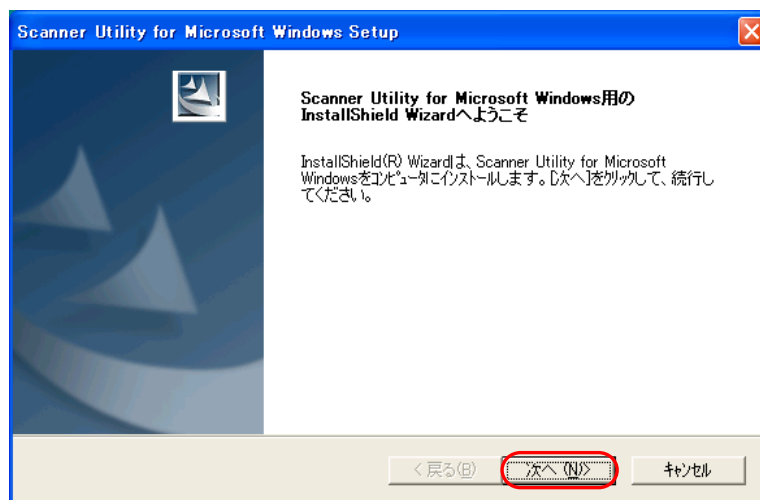 Scanner Utility for Microsoft Windows Setup
Scanner Utility for Microsoft Windows用の
InstallShield Wizardへようこそ
InstallShield(R) Wizardは、Scanner Utility for Microsoft
Windowsをコンピュータにインストールします。[次へ]をクリックして、続行し
てください。
< 戻る(B) 次へ (N)> キャンセル